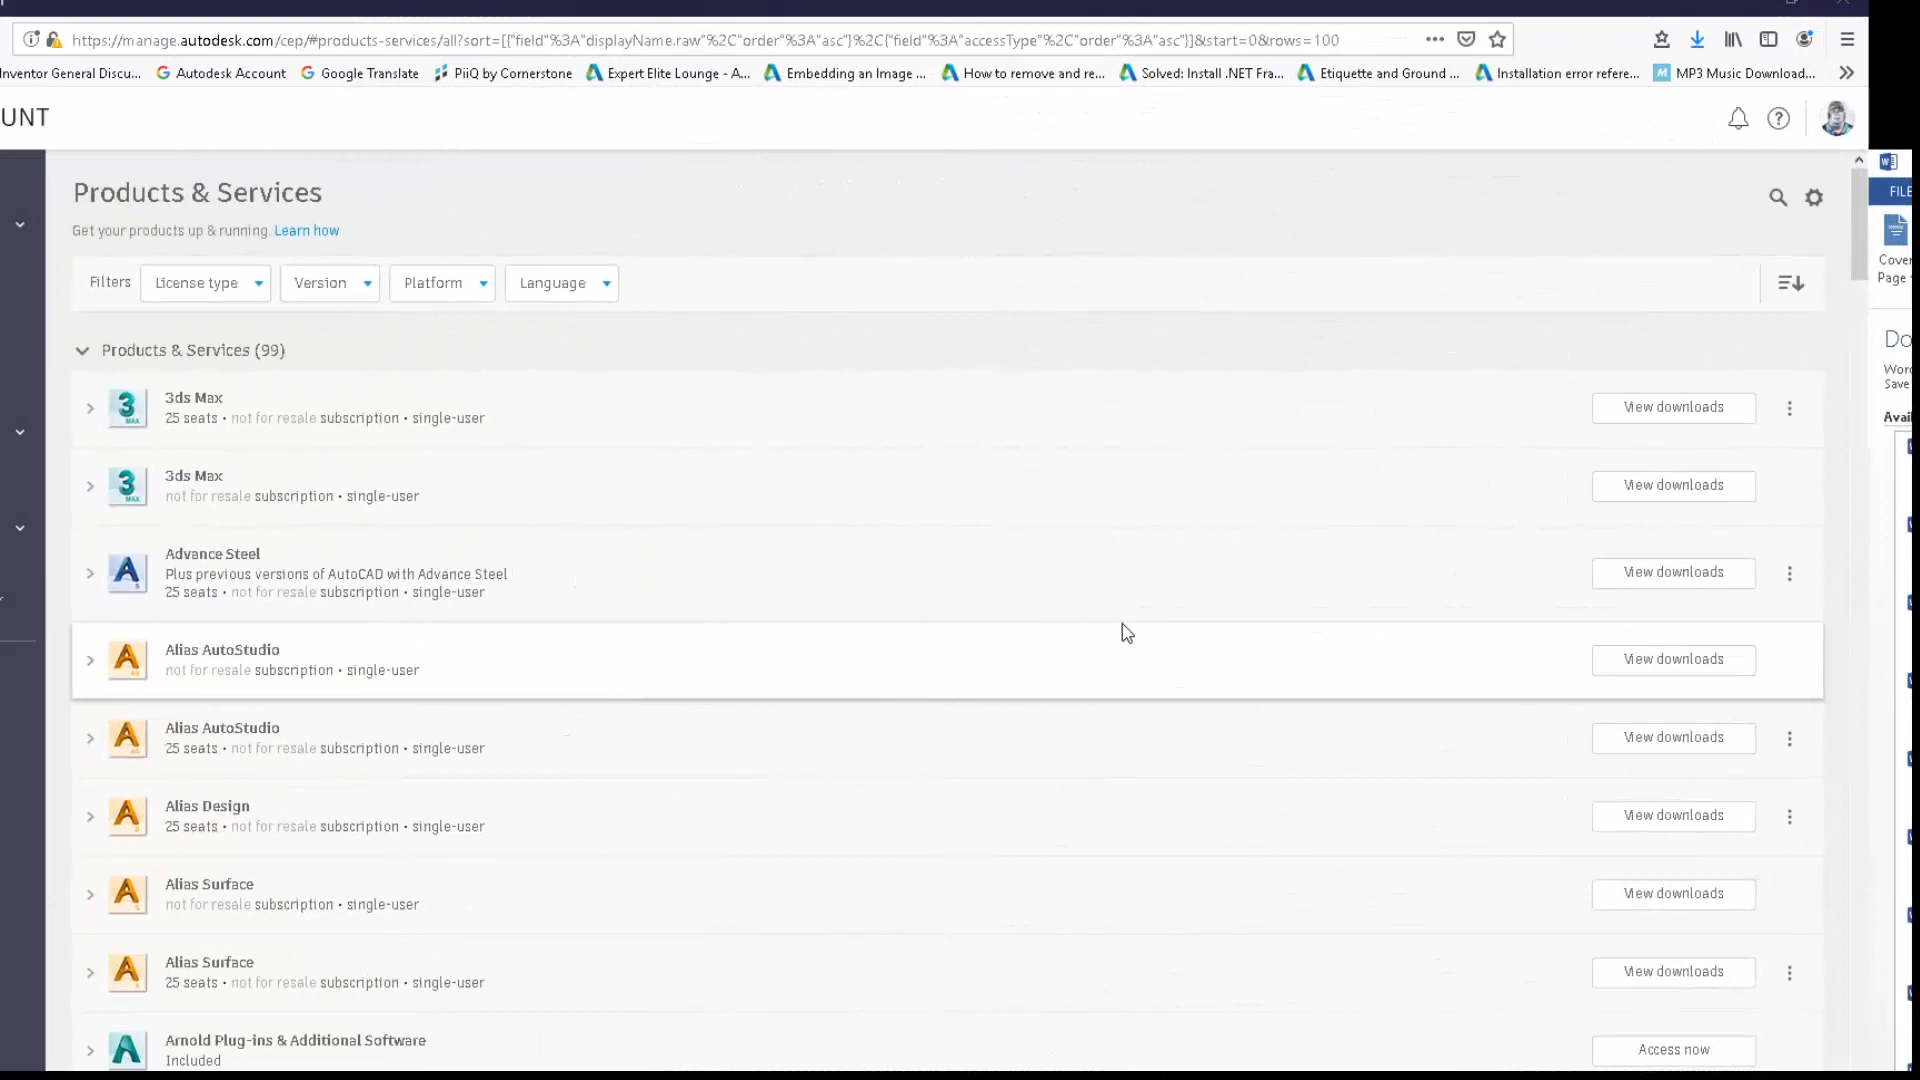 https://manage.autodesk.com/cep/#products-services/all?sort=[{"field"%3A"displayName.raw"%2C"order"%3A"asc"}%2C{"field"%3A"accessType"%2C"order"%3A"asc"}]&start=0&rows=100
Inventor General Discu... Autodesk Account Google Translate PiiQ by Cornerstone Expert Elite Lounge - A... Embedding an Image ... How to remove and re... Solved: Install .NET Fra... Etiquette and Ground ... Installation error refere... MP3 Music Download...
UNT
Products & Services
Get your products up & running. Learn how
Filters License type Version Platform Language
Products & Services (99)
3ds Max
25 seats • not for resale subscription • single-user
View downloads
3ds Max
not for resale subscription • single-user
View downloads
Advance Steel
Plus previous versions of AutoCAD with Advance Steel
25 seats • not for resale subscription • single-user
View downloads
Alias AutoStudio
not for resale subscription • single-user
View downloads
Alias AutoStudio
25 seats • not for resale subscription • single-user
View downloads
Alias Design
25 seats • not for resale subscription • single-user
View downloads
Alias Surface
not for resale subscription • single-user
View downloads
Alias Surface
25 seats • not for resale subscription • single-user
View downloads
Arnold Plug-ins & Additional Software
Included
Access now
FILE
Cover
Page
Do
Word
Save
Avail